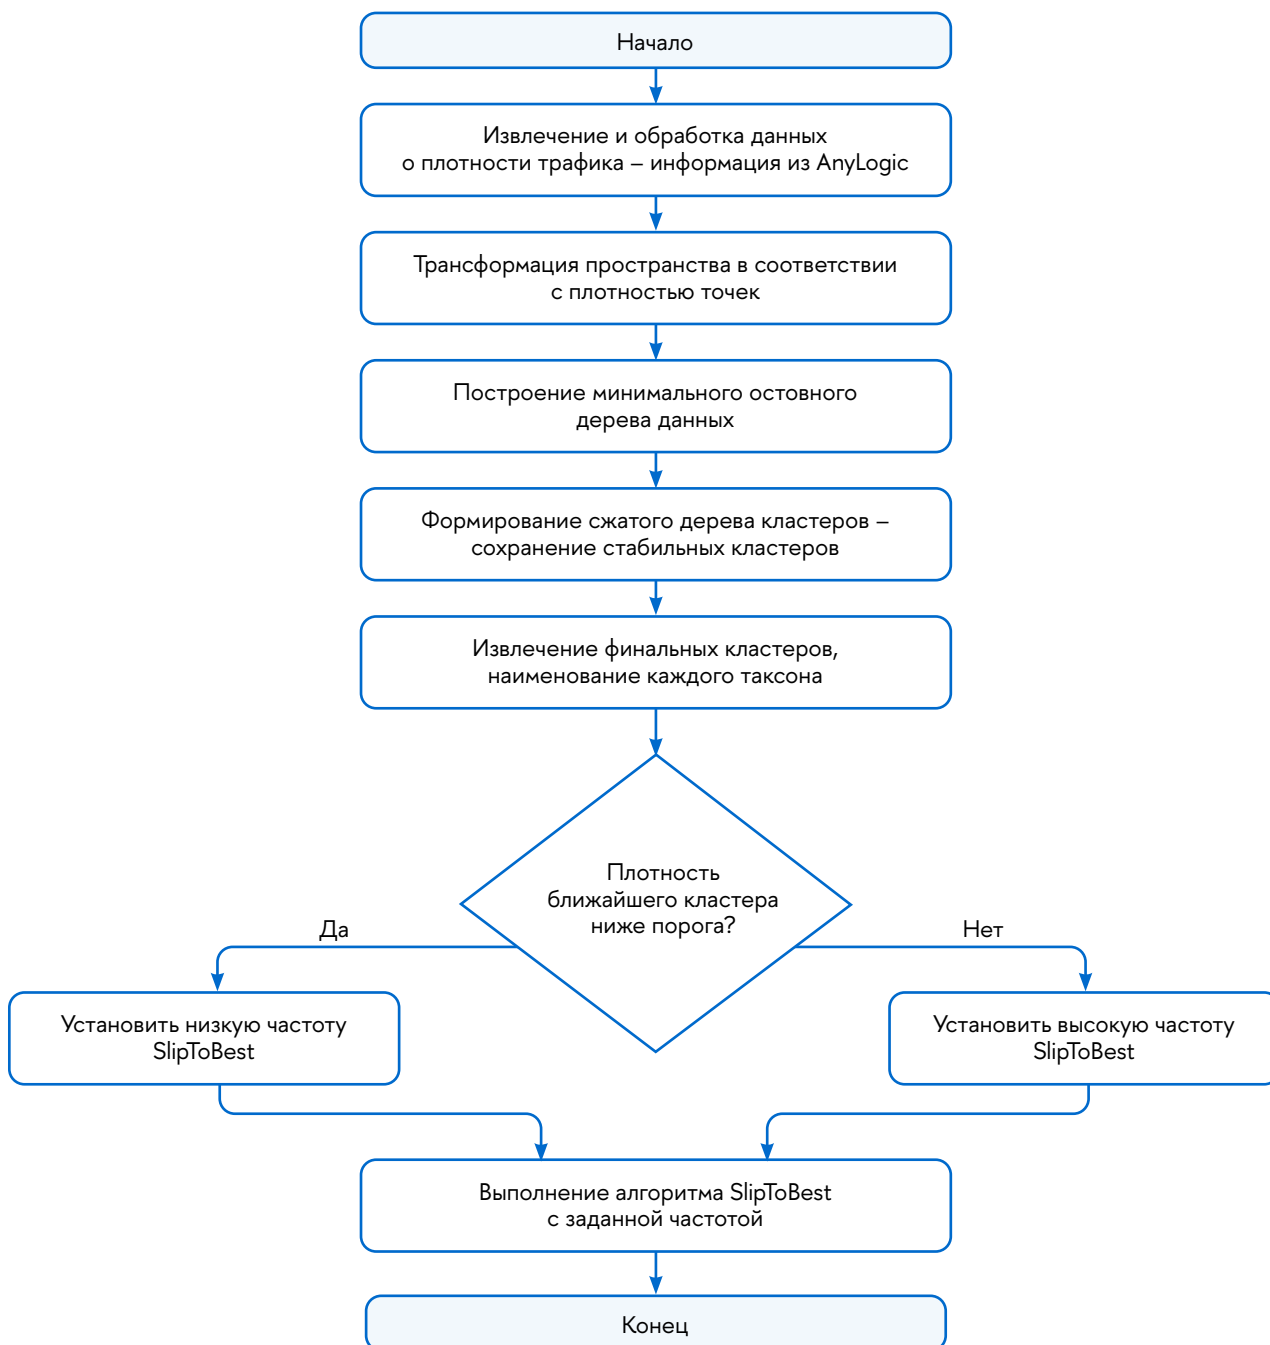 Начало
Извлечение и обработка данных
о плотности трафика – информация из AnyLogic
Трансформация пространства в соответствии
с плотностью точек
Построение минимального остовного
дерева данных
Формирование сжатого дерева кластеров –
сохранение стабильных кластеров
Извлечение финальных кластеров,
наименование каждого таксона
Плотность
ближайшего кластера
ниже порога?
Да
Нет
Установить низкую частоту
SlipToBest
Установить высокую частоту
SlipToBest
Выполнение алгоритма SlipToBest
с заданной частотой
Конец